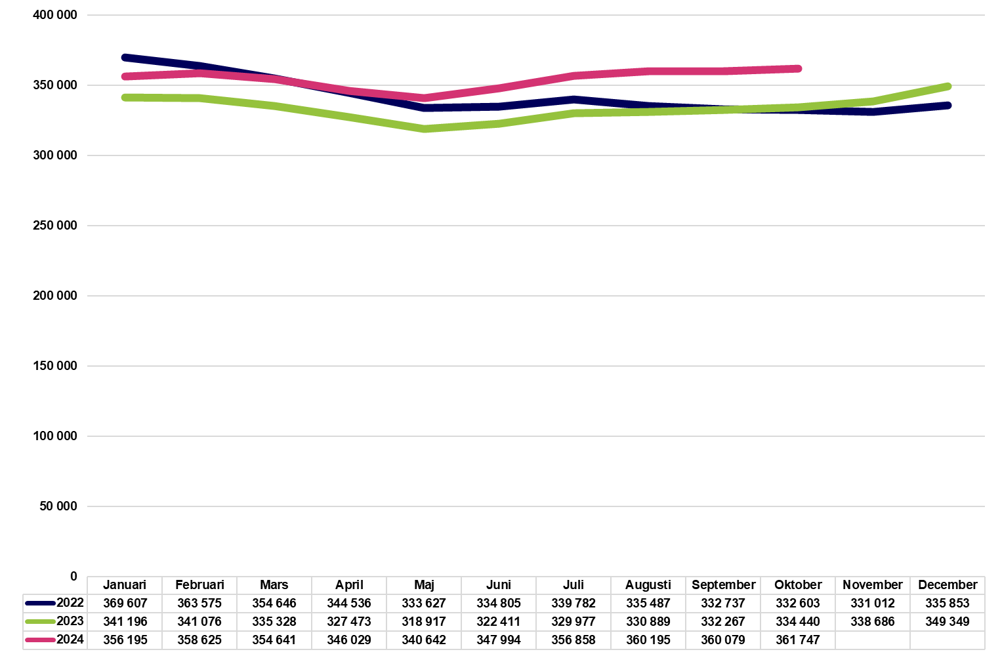 400 000
350 000
300 000
250 000
200 000
150 000
100 000
50 000
0
Januari Februari Mars April Maj Juni Juli Augusti September Oktober November December
2022 369 607 363 575 354 646 344 536 333 627 334 805 339 782 335 487 332 737 332 603 331 012 335 853
2023 341 196 341 076 335 328 327 473 318 917 322 411 329 977 330 889 332 267 334 440 338 686 349 349
2024 356 195 358 625 354 641 346 029 340 642 347 994 356 858 360 195 360 079 361 747